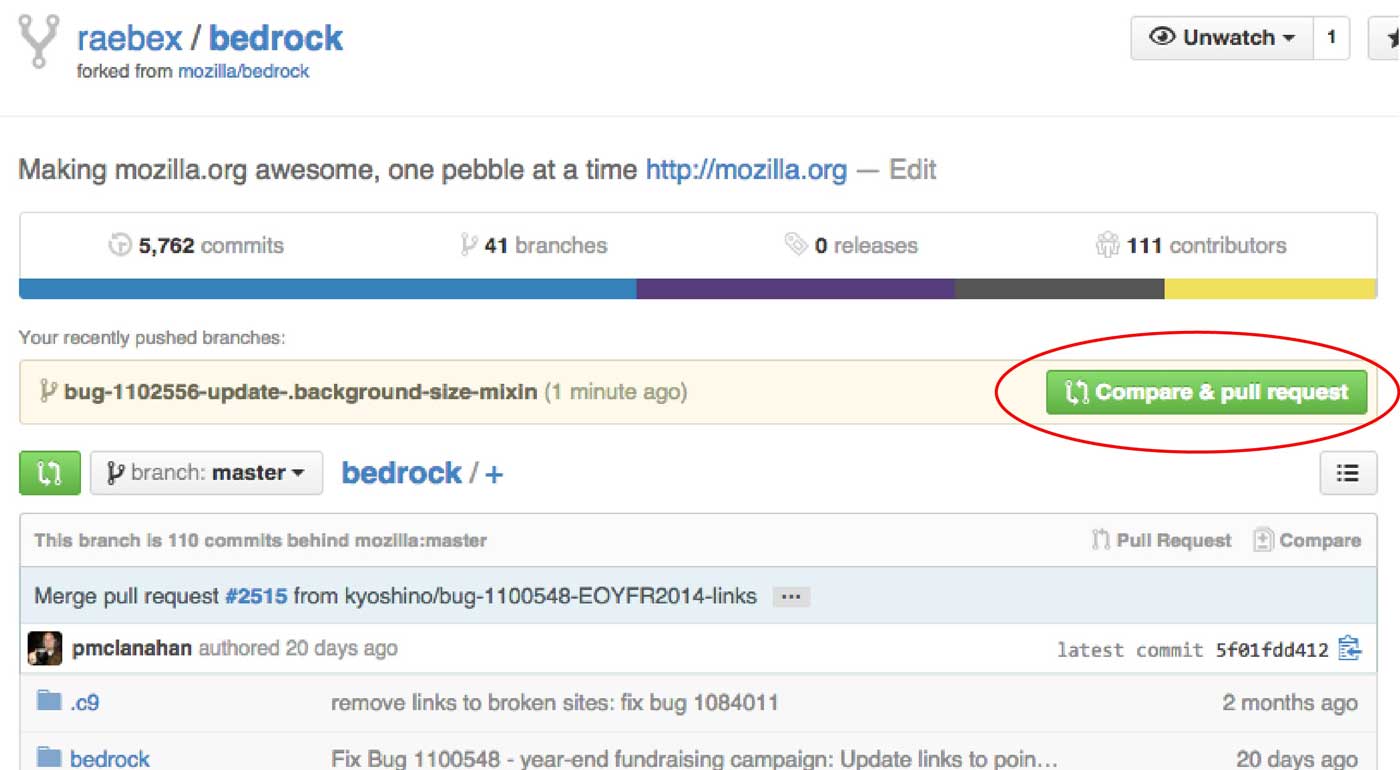 raebex / bedrock
forked from mozilla/bedrock
Unwatch 1
Making mozilla.org awesome, one pebble at a time http://mozilla.org — Edit
5,762 commits 41 branches 0 releases 111 contributors
Your recently pushed branches:
bug-1102556-update-.background-size-mixin (1 minute ago) Compare & pull request
branch: master bedrock / +
This branch is 110 commits behind mozilla:master Pull Request Compare
Merge pull request #2515 from kyoshino/bug-1100548-EOYFR2014-links ...
pmclanahan authored 20 days ago latest commit 5f01fdd412
.c9 remove links to broken sites: fix bug 1084011 2 months ago
bedrock Fix Bug 1100548 - year-end fundraising campaign: Update links to poin... 20 days ago